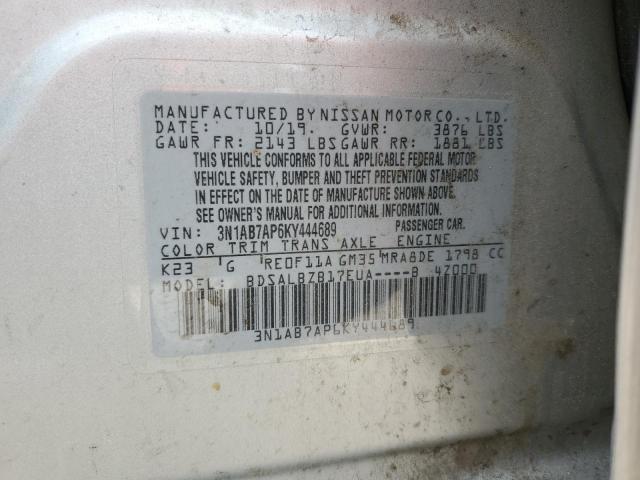 MANUFACTURED BY NISSAN MOTOR CO., LTD.
DATE: 10/19. GVWR: 3876 LBS
GAWR FR: 2143 LBS GAWR RR: 1881 LBS
THIS VEHICLE CONFORMS TO ALL APPLICABLE FEDERAL MOTOR
VEHICLE SAFETY, BUMPER AND THEFT PREVENTION STANDARDS
IN EFFECT ON THE DATE OF MANUFACTURE SHOWN ABOVE.
SEE OWNER'S MANUAL FOR ADDITIONAL INFORMATION.
VIN: 3N1AB7AP6KY444689 PASSENGER CAR.
COLOR TRIM TRANS AXLE ENGINE
K23 G RE0F11A GM35 MRA8DE 1798 CC
MODEL: BDSALBZB17EUA----B 47000
3N1AB7AP6KY444689